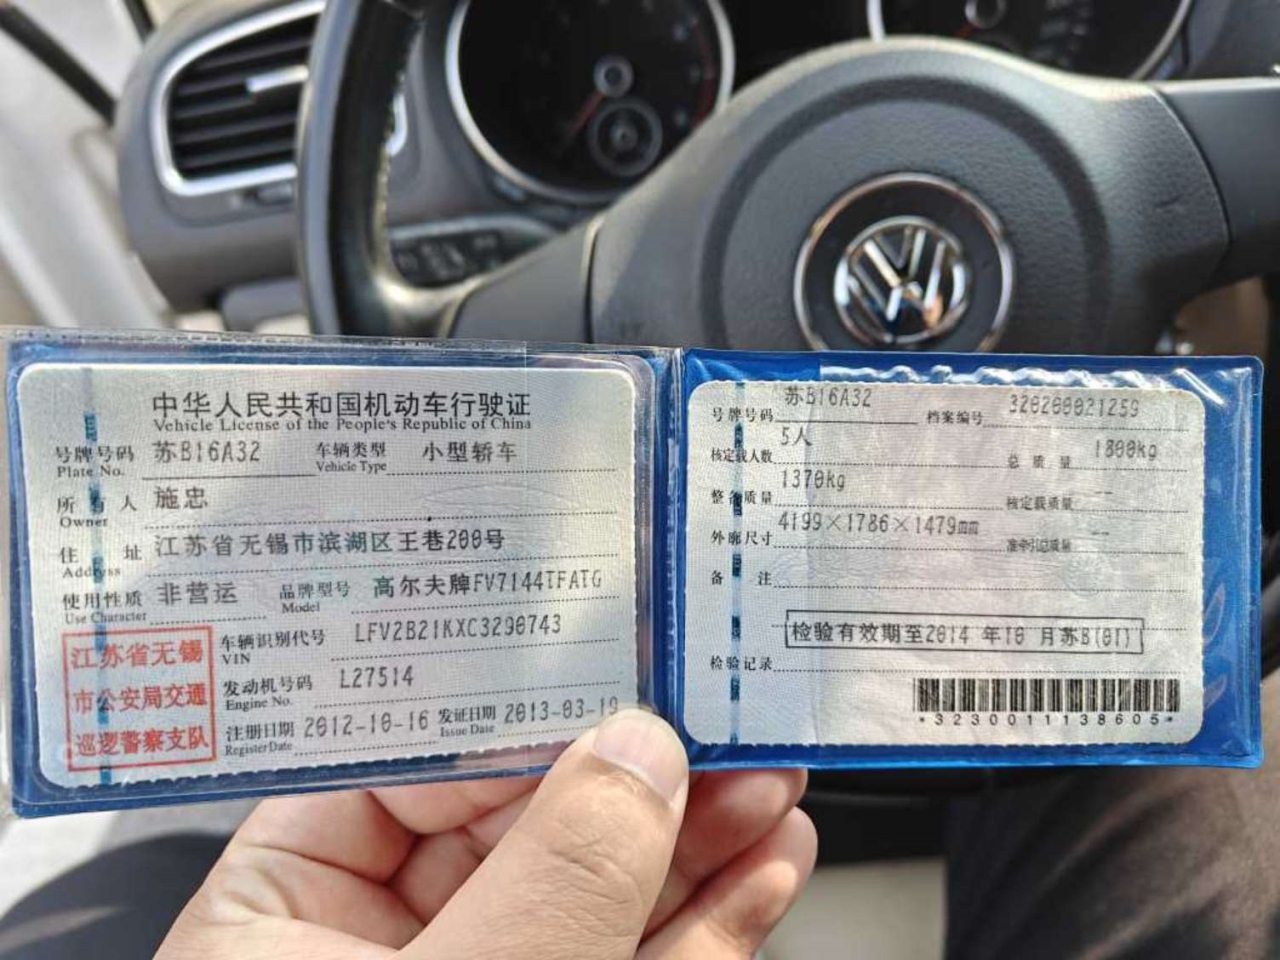 中华人民共和国机动车行驶证
Vehicle License of the People's Republic of China
号牌号码 苏B16A32 车辆类型 小型轿车
Plate No. Vehicle Type
所有人 施忠
Owner
住址 江苏省无锡市滨湖区王巷200号
Address
使用性质 非营运 品牌型号 高尔夫牌FV7144TFATG
Use Character Model
车辆识别代号 LFV2B21KXC3290743
VIN
发动机号码 L27514
Engine No.
注册日期 2012-10-16 发证日期 2013-03-19
Register Date Issue Date
江苏省无锡
市公安局交通
巡逻警察支队
号牌号码 苏B16A32 档案编号 320200021259
核定载人数 5人 总质量 1800kg
整备质量 1370kg 核定载质量 --
外廓尺寸 4199×1786×1479mm 准牵引总质量 --
备注
检验有效期至2014 年10 月苏B(01)
检验记录
*3230011138605*